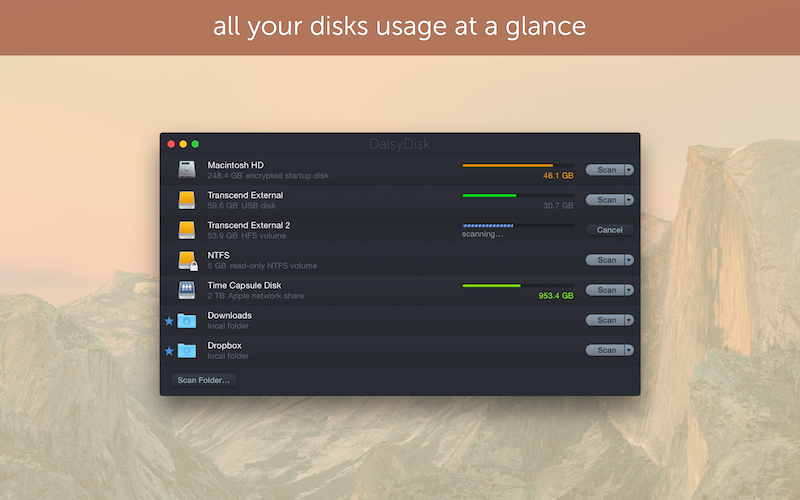 all your disks usage at a glance
DaisyDisk
Macintosh HD
248.4 GB encrypted startup disk
46.1 GB
Scan
Transcend External
59.6 GB USB disk
30.7 GB
Scan
Transcend External 2
53.9 GB HFS volume
scanning...
Cancel
NTFS
5 GB read-only NTFS volume
Scan
Time Capsule Disk
2 TB Apple network share
953.4 GB
Scan
Downloads
local folder
Scan
Dropbox
local folder
Scan
Scan Folder...